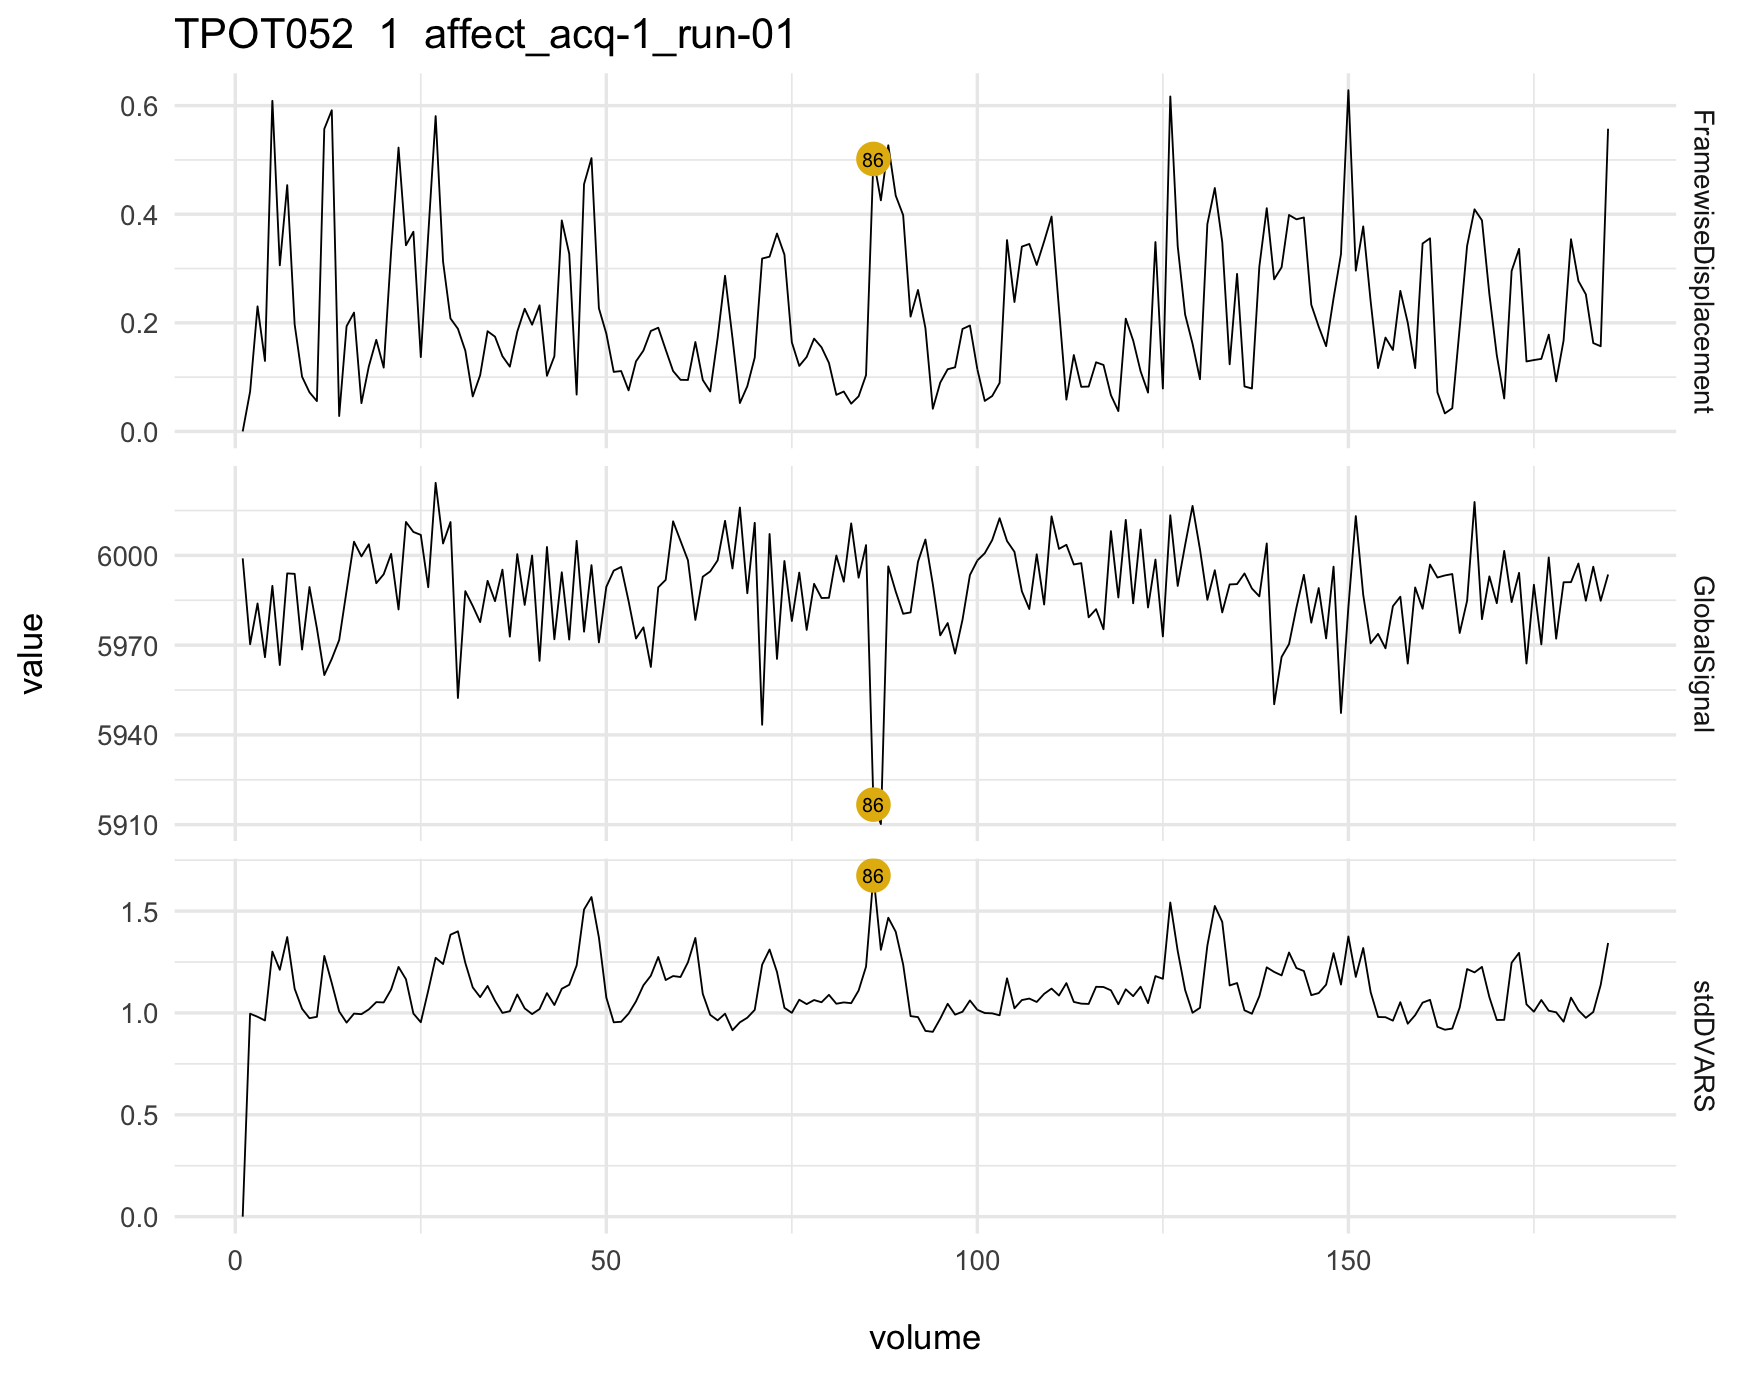 TPOT052 1 affect_acq-1_run-01
0.6
0.4
0.2
0.0
86
FramewiseDisplacement
6000
5970
5940
5910
86
GlobalSignal
value
1.5
1.0
0.5
0.0
86
stdDVARS
0 50 100 150
volume